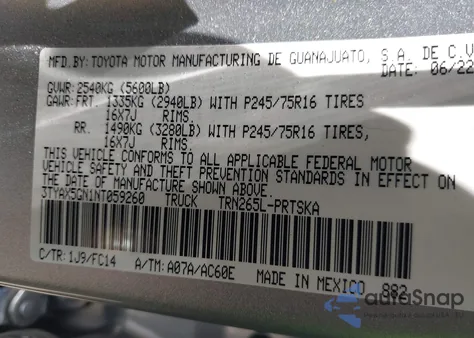 MFD.BY: TOYOTA MOTOR MANUFACTURING DE GUANAJUATO, S.A. DE C.V
DATE: 06/22
GVWR: 2540KG (5600LB)
GAWR: FRT. 1335KG (2940LB) WITH P245/75R16 TIRES
16X7J RIMS.
RR. 1490KG (3280LB) WITH P245/75R16 TIRES,
16X7J RIMS.
THIS VEHICLE CONFORMS TO ALL APPLICABLE FEDERAL MOTOR
VEHICLE SAFETY AND THEFT PREVENTION STANDARDS IN EFFECT ON
THE DATE OF MANUFACTURE SHOWN ABOVE.
3TYAX5GN1NT059260 TRUCK TRN265L-PRTSKA
C/TR: 1J9/FC14 A/TM: A07A/AC60E MADE IN MEXICO 882
autoSnap